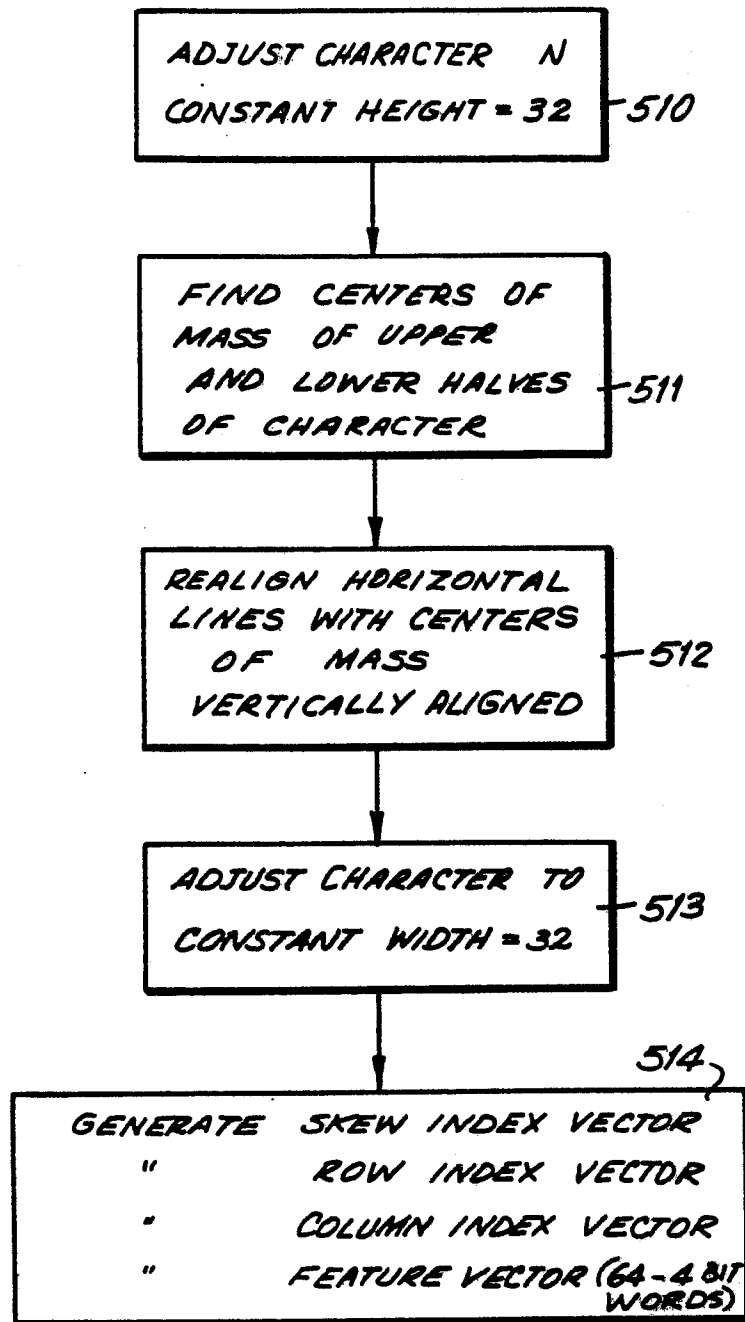 ADJUST CHARACTER N
CONSTANT HEIGHT = 32
510
FIND CENTERS OF
MASS OF UPPER
AND LOWER HALVES
OF CHARACTER
511
REALIGN HORIZONTAL
LINES WITH CENTERS
OF MASS
VERTICALLY ALIGNED
512
ADJUST CHARACTER TO
CONSTANT WIDTH = 32
513
514
GENERATE SKEW INDEX VECTOR
" ROW INDEX VECTOR
" COLUMN INDEX VECTOR
" FEATURE VECTOR (64-4 BIT
WORDS)